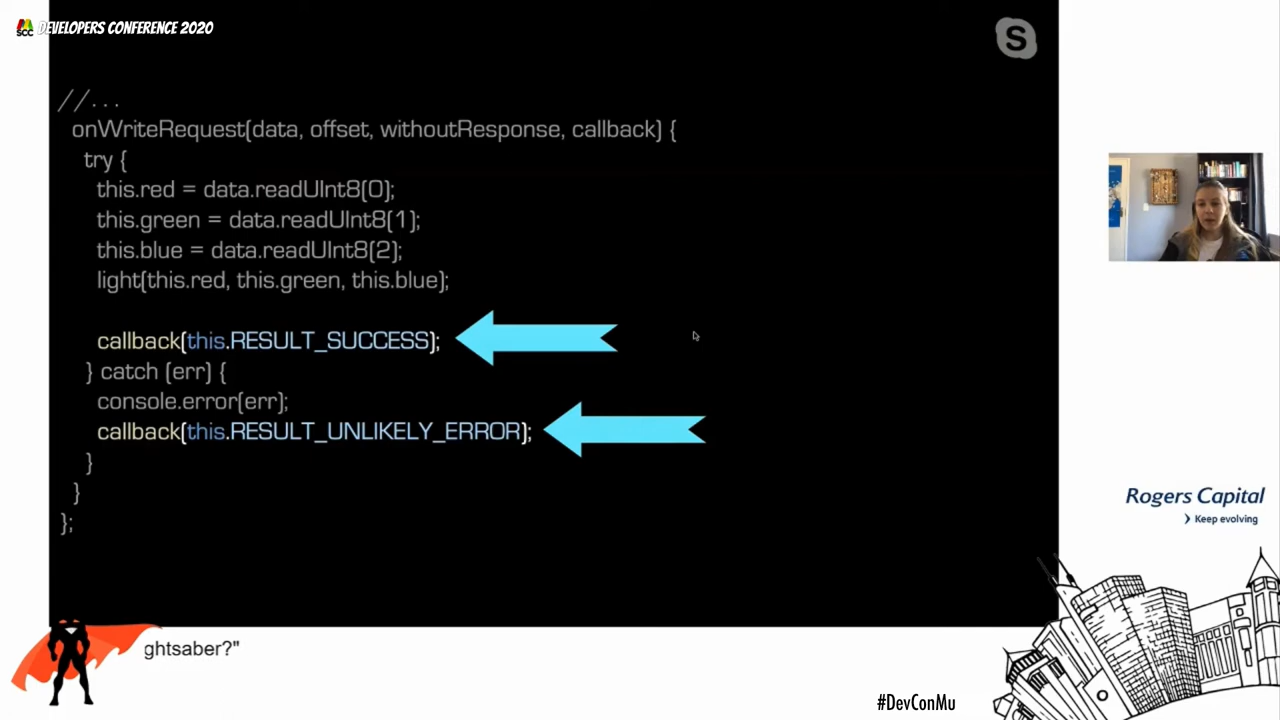 SCC
DEVELOPERS CONFERENCE 2020
S
//...
onWriteRequest(data, offset, withoutResponse, callback) {
try {
this.red = data.readUInt8(0);
this.green = data.readUInt8(1);
this.blue = data.readUInt8(2);
light(this.red, this.green, this.blue);
callback(this.RESULT_SUCCESS);
} catch (err) {
console.error(err);
callback(this.RESULT_UNLIKELY_ERROR);
}
}
};
Rogers Capital
Keep evolving
ghtsaber?"
#DevConMu